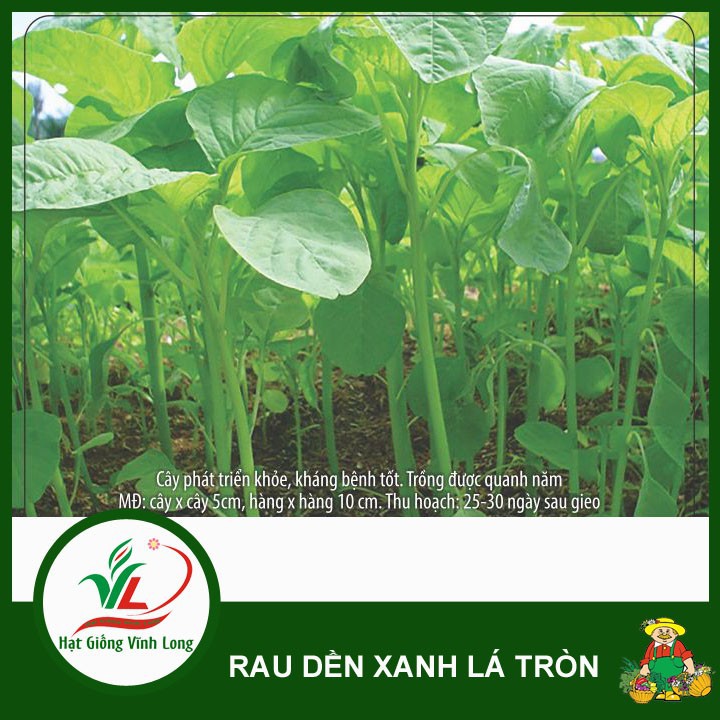 Cây phát triển khỏe, kháng bệnh tốt. Trồng được quanh năm
MĐ: cây x cây 5cm, hàng x hàng 10 cm. Thu hoạch: 25-30 ngày sau gieo
VL
Hạt Giống Vĩnh Long
RAU DỀN XANH LÁ TRÒN